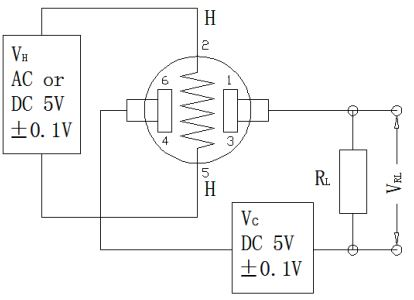 H
2
VH
AC or
DC 5V
±0.1V
6
1
4
3
5
H
RL
VRL
VC
DC 5V
±0.1V